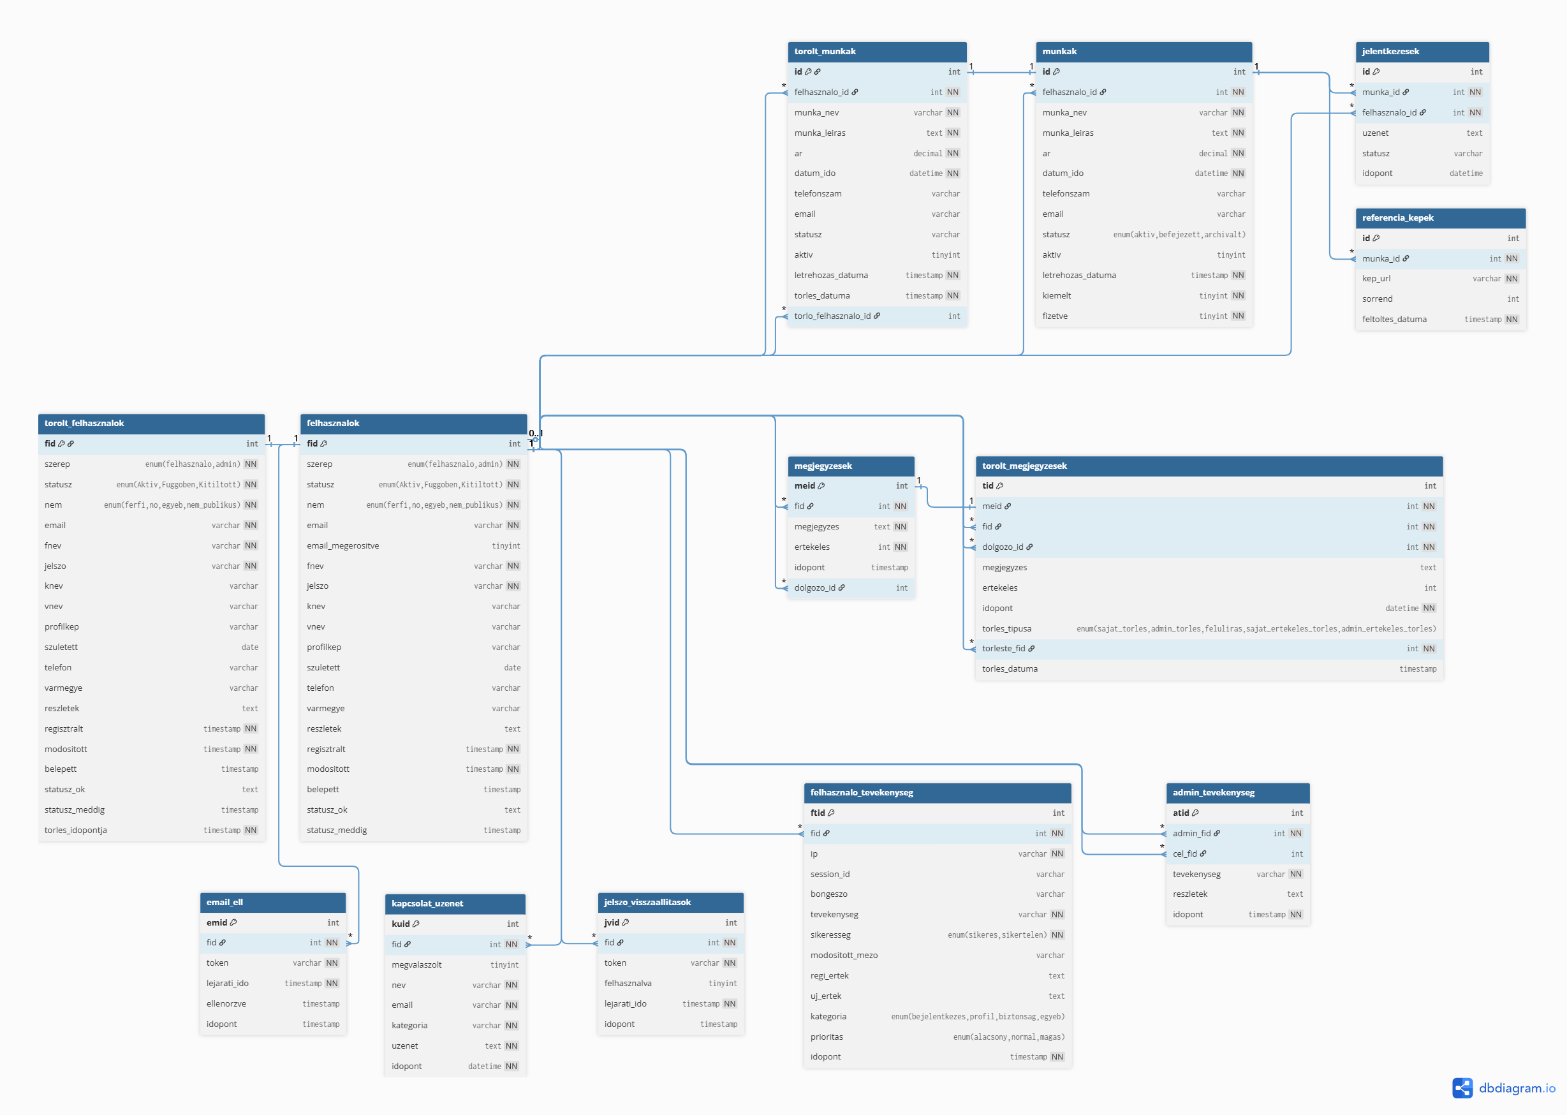 torolt_munkak
id int
felhasznalo_id int NN
munka_nev varchar NN
munka_leiras text NN
ar decimal NN
datum_ido datetime NN
telefonszam varchar
email varchar
statusz varchar
aktiv tinyint
letrehozas_datuma timestamp NN
torles_datuma timestamp NN
torlo_felhasznalo_id int
* *
1 1
munkak
id int
felhasznalo_id int NN
munka_nev varchar NN
munka_leiras text NN
ar decimal NN
datum_ido datetime NN
telefonszam varchar
email varchar
statusz enum(aktiv,befejezett,archivalt)
aktiv tinyint
letrehozas_datuma timestamp NN
kiemelt tinyint NN
fizetve tinyint NN
*
1
jelentkezesek
id int
* munka_id int NN
* felhasznalo_id int NN
uzenet text
statusz varchar
idopont datetime
referencia_kepek
id int
* munka_id int NN
kep_url varchar NN
sorrend int
feltoltes_datuma timestamp NN
torolt_felhasznalok
fid int
szerep enum(felhasznalo,admin) NN
statusz enum(Aktiv,Fuggoben,Kitiltott) NN
nem enum(ferfi,no,egyeb,nem_publikus) NN
email varchar NN
fnev varchar NN
jelszo varchar NN
knev varchar
vnev varchar
profilkep varchar
szuletett date
telefon varchar
varmegye varchar
reszletek text
regisztralt timestamp NN
modositott timestamp NN
belepett timestamp
statusz_ok text
statusz_meddig timestamp
torles_idopontja timestamp NN
1 1
felhasznalok
fid int
szerep enum(felhasznalo,admin) NN
statusz enum(Aktiv,Fuggoben,Kitiltott) NN
nem enum(ferfi,no,egyeb,nem_publikus) NN
email varchar NN
email_megerositve tinyint
fnev varchar NN
jelszo varchar NN
knev varchar
vnev varchar
profilkep varchar
szuletett date
telefon varchar
varmegye varchar
reszletek text
regisztralt timestamp NN
modositott timestamp NN
belepett timestamp
statusz_ok text
statusz_meddig timestamp
1
megjegyzesek
meid int
* fid int NN
megjegyzes text NN
ertekeles int NN
idopont timestamp
* dolgozo_id int
1 1
torolt_megjegyzesek
tid int
meid int NN
* fid int NN
* dolgozo_id int NN
megjegyzes text
ertekeles int
idopont datetime NN
torles_tipusa enum(sajat_torles,admin_torles,feluliras,sajat_ertekeles_torles,admin_ertekeles_torles)
* torleste_fid int NN
torles_datuma timestamp
felhasznalo_tevekenyseg
ftid int
* fid int NN
ip varchar NN
session_id varchar
bongeszo varchar
tevekenyseg varchar NN
sikeresseg enum(sikeres,sikertelen) NN
modositott_mezo varchar
regi_ertek text
uj_ertek text
kategoria enum(bejelentkezes,profil,biztonsag,egyeb)
prioritas enum(alacsony,normal,magas)
idopont timestamp NN
admin_tevekenyseg
atid int
* admin_fid int NN
* cel_fid int
tevekenyseg varchar NN
reszletek text
idopont timestamp NN
email_ell
emid int
fid int NN *
token varchar NN
lejarati_ido timestamp NN
ellenorzve timestamp
idopont timestamp
kapcsolat_uzenet
kuid int
fid int NN *
megvalaszolt tinyint
nev varchar NN
email varchar NN
kategoria varchar NN
uzenet text NN
idopont datetime NN
jelszo_visszaallitasok
jvid int
* fid int NN
token varchar NN
felhasznalva tinyint
lejarati_ido timestamp NN
idopont timestamp
dbdiagram.io